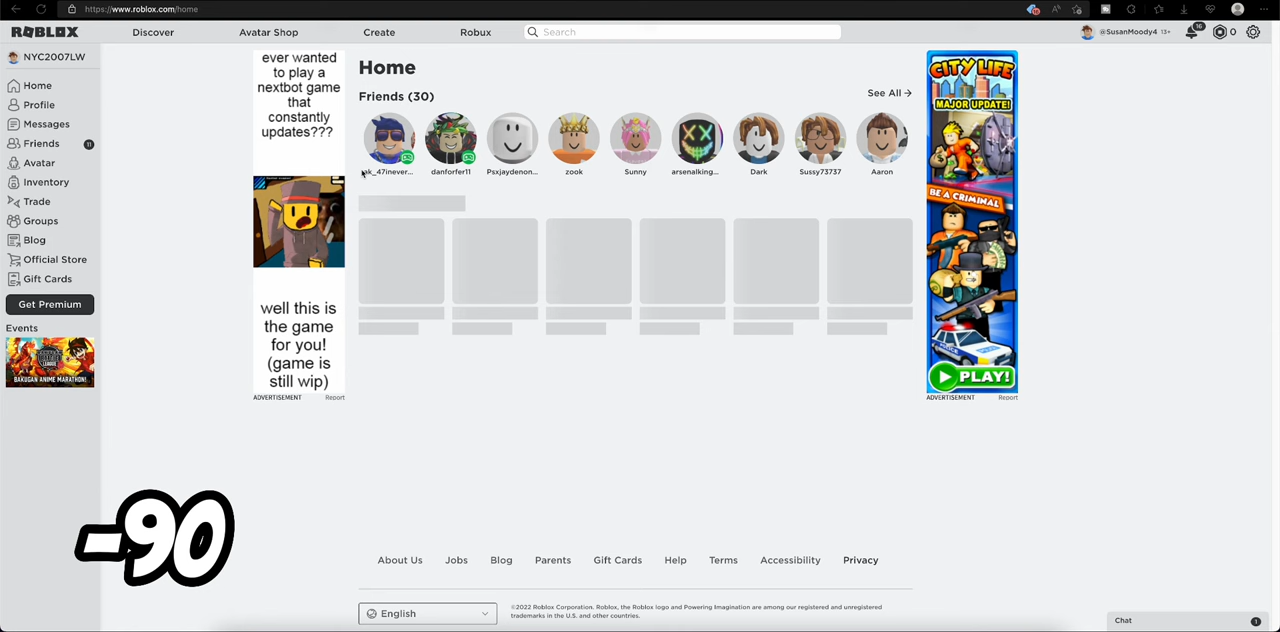 https://www.roblox.com/home
ROBLOX
Discover
Avatar Shop
Create
Robux
Search
@SusanMoody4 13+
16
0
NYC2007LW
Home
Profile
Messages
Friends
11
Avatar
Inventory
Trade
Groups
Blog
Official Store
Gift Cards
Get Premium
Events
BAKUGAN ANIME MARATHON!
ever wanted
to play a
nextbot game
that
constantly
updates???
well this is
the game
for you!
(game is
still wip)
ADVERTISEMENT
Report
Home
Friends (30)
See All →
danforfer11
Psxjaydenon...
zook
Sunny
arsenalking...
Dark
Sussy73737
Aaron
CITY LIFE
MAJOR UPDATE!
BE A CRIMINAL
PLAY!
ADVERTISEMENT
Report
-90
About Us
Jobs
Blog
Parents
Gift Cards
Help
Terms
Accessibility
Privacy
English
©2022 Roblox Corporation. Roblox, the Roblox logo and Powering Imagination are among our registered and unregistered
trademarks in the U.S. and other countries.
Chat
1